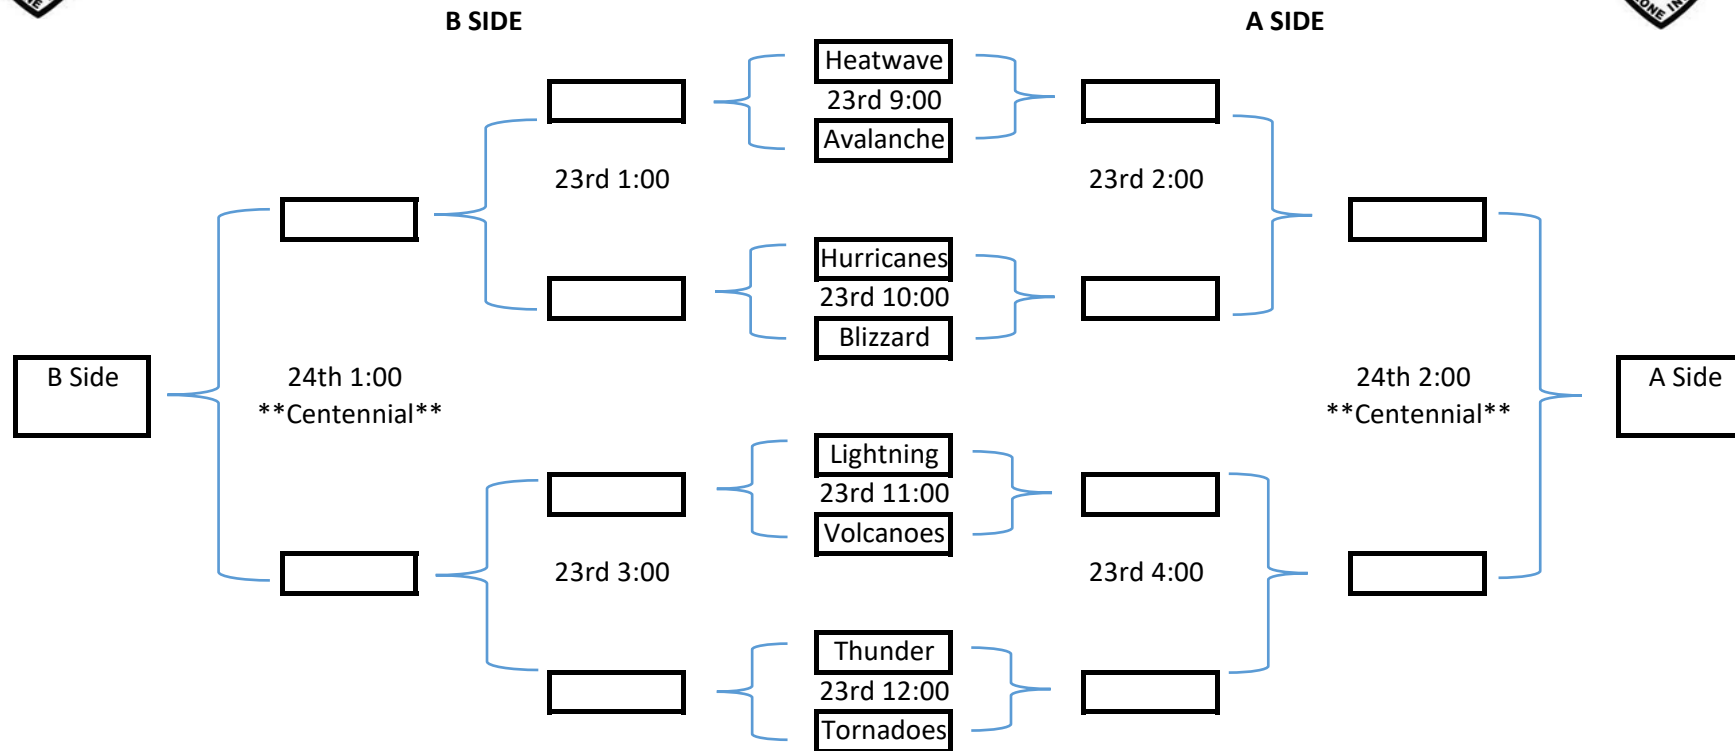 B SIDE
A SIDE
Heatwave
23rd 9:00
Avalanche
23rd 1:00
23rd 2:00
Hurricanes
23rd 10:00
Blizzard
B Side
24th 1:00
**Centennial**
24th 2:00
**Centennial**
A Side
Lightning
23rd 11:00
Volcanoes
23rd 3:00
23rd 4:00
Thunder
23rd 12:00
Tornadoes